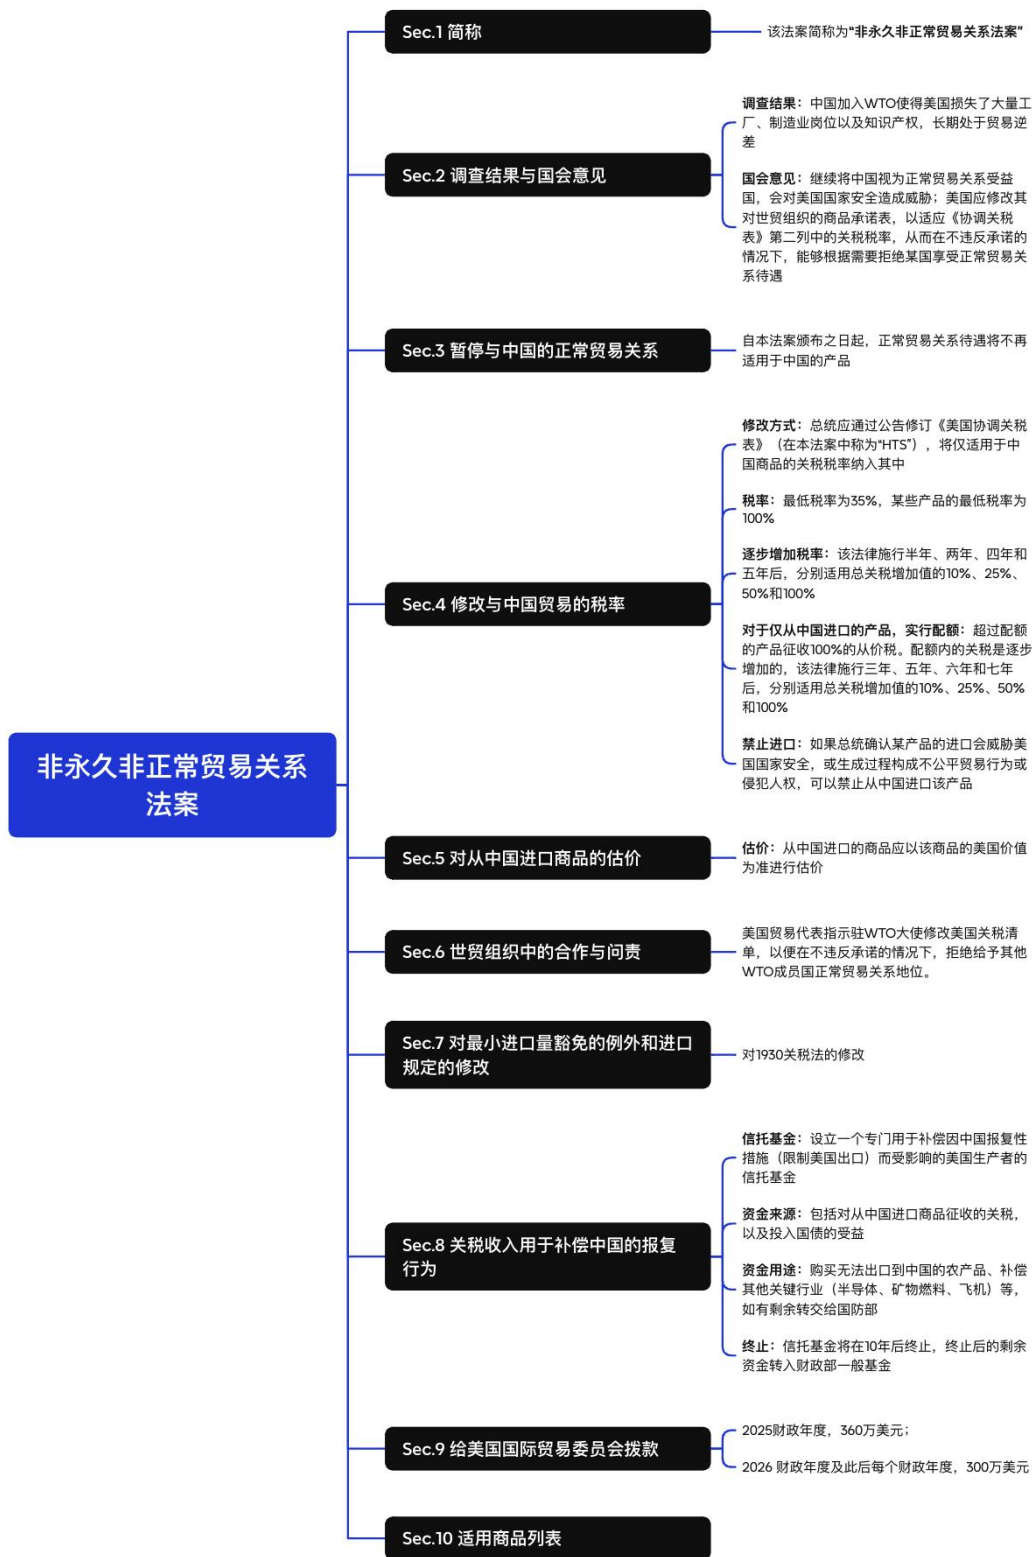 非永久非正常贸易关系
法案
Sec.1 简称
该法案简称为“非永久非正常贸易关系法案”
Sec.2 调查结果与国会意见
调查结果：中国加入WTO使得美国损失了大量工
厂、制造业岗位以及知识产权，长期处于贸易逆
差
国会意见：继续将中国视为正常贸易关系受益
国，会对美国国家安全造成威胁；美国应修改其
对世贸组织的商品承诺表，以适应《协调关税
表》第二列中的关税税率，从而在不违反承诺的
情况下，能够根据需要拒绝某国享受正常贸易关
系待遇
Sec.3 暂停与中国的正常贸易关系
自本法案颁布之日起，正常贸易关系待遇将不再
适用于中国的产品
Sec.4 修改与中国贸易的税率
修改方式：总统应通过公告修订《美国协调关税
表》（在本法案中称为“HTS”），将仅适用于中
国商品的关税税率纳入其中
税率：最低税率为35%，某些产品的最低税率为
100%
逐步增加税率：该法律施行半年、两年、四年和
五年后，分别适用总关税增加值的10%、25%、
50%和100%
对于仅从中国进口的产品，实行配额：超过配额
的产品征收100%的从价税。配额内的关税是逐步
增加的，该法律施行三年、五年、六年和七年
后，分别适用总关税增加值的10%、25%、50%
和100%
禁止进口：如果总统确认某产品的进口会威胁美
国国家安全，或生成过程构成不公平贸易行为或
侵犯人权，可以禁止从中国进口该产品
Sec.5 对从中国进口商品的估价
估价：从中国进口的商品应以该商品的美国价值
为准进行估价
Sec.6 世贸组织中的合作与问责
美国贸易代表指示驻WTO大使修改美国关税清
单，以便在不违反承诺的情况下，拒绝给予其他
WTO成员国正常贸易关系地位。
Sec.7 对最小进口量豁免的例外和进口
规定的修改
对1930关税法的修改
Sec.8 关税收入用于补偿中国的报复
行为
信托基金：设立一个专门用于补偿因中国报复性
措施（限制美国出口）而受影响的美国生产者的
信托基金
资金来源：包括对从中国进口商品征收的关税，
以及投入国债的受益
资金用途：购买无法出口到中国的农产品、补偿
其他关键行业（半导体、矿物燃料、飞机）等，
如有剩余转交给国防部
终止：信托基金将在10年后终止，终止后的剩余
资金转入财政部一般基金
Sec.9 给美国国际贸易委员会拨款
2025财政年度，360万美元；
2026 财政年度及此后每个财政年度，300万美元
Sec.10 适用商品列表